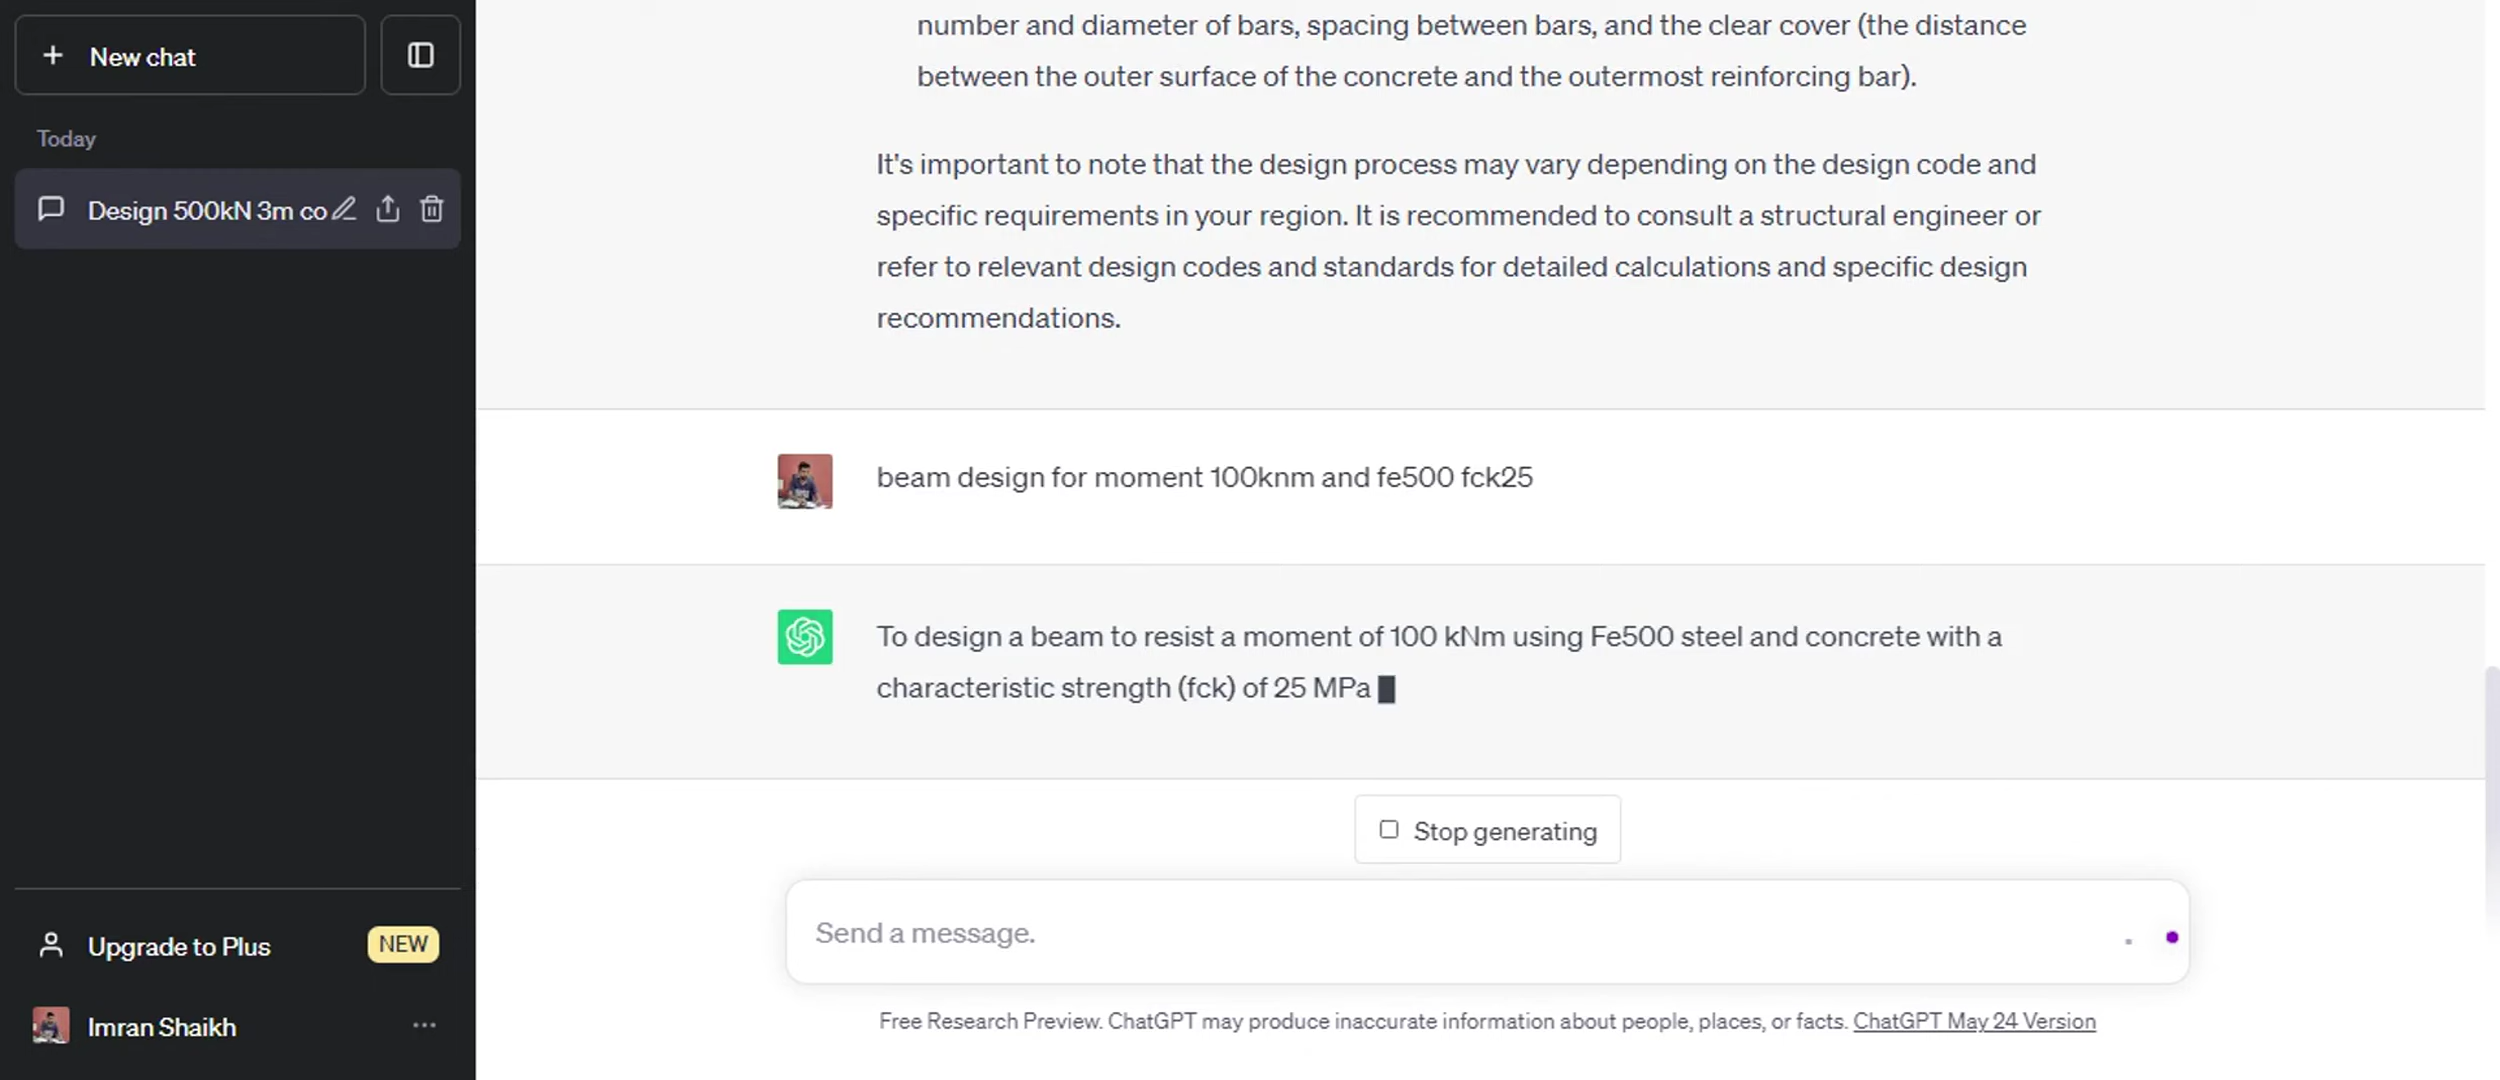 New chat
Today
Design 500kN 3m co
Upgrade to Plus
NEW
Imran Shaikh
number and diameter of bars, spacing between bars, and the clear cover (the distance
between the outer surface of the concrete and the outermost reinforcing bar).
It's important to note that the design process may vary depending on the design code and
specific requirements in your region. It is recommended to consult a structural engineer or
refer to relevant design codes and standards for detailed calculations and specific design
recommendations.
beam design for moment 100knm and fe500 fck25
To design a beam to resist a moment of 100 kNm using Fe500 steel and concrete with a
characteristic strength (fck) of 25 MPa
Stop generating
Send a message.
Free Research Preview. ChatGPT may produce inaccurate information about people, places, or facts. ChatGPT May 24 Version